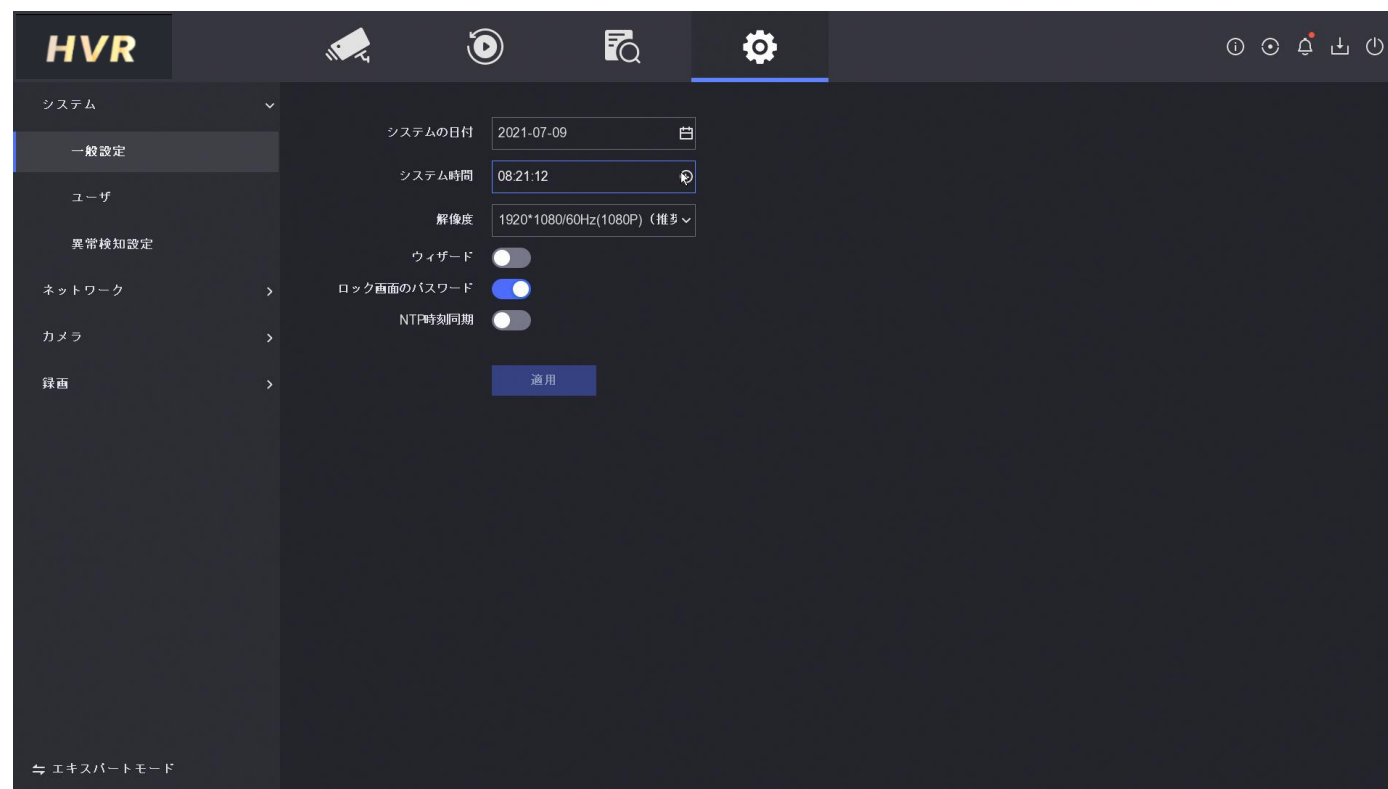 HVR
システム
一般設定
ユーザ
異常検知設定
ネットワーク
カメラ
録画
エキスパートモード
システムの日付 2021-07-09
システム時間 08:21:12
解像度 1920*1080/60Hz(1080P)（推
ウィザード
ロック画面のパスワード
NTP時刻同期
適用